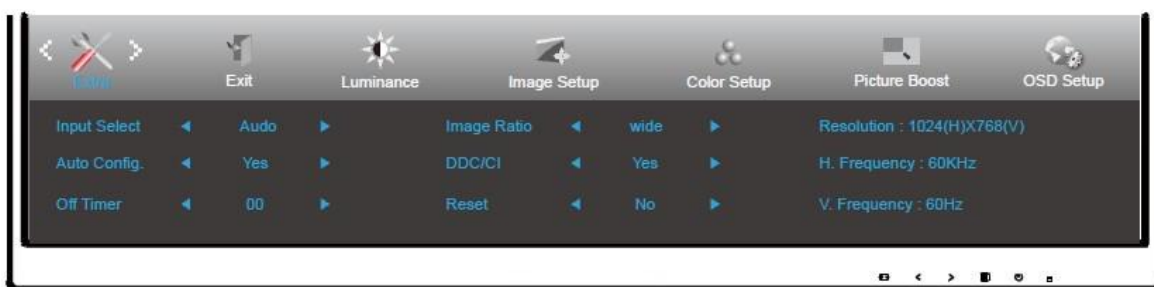 Extra
Exit
Luminance
Image Setup
Color Setup
Picture Boost
OSD Setup
Input Select ◄ Audo ► Image Ratio ◄ wide ► Resolution : 1024(H)X768(V)
Auto Config. ◄ Yes ► DDC/CI ◄ Yes ► H. Frequency : 60KHz
Off Timer ◄ 00 ► Reset ◄ No ► V. Frequency : 60Hz